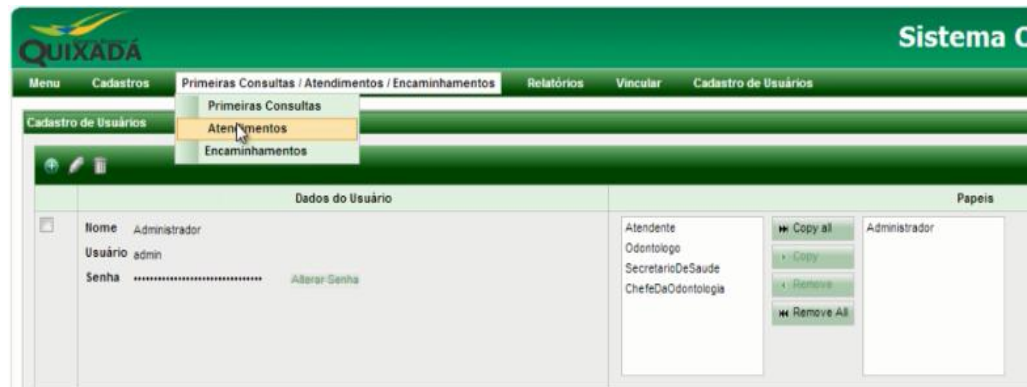 QUIXADÁ
Sistema
Menu Cadastros Primeiras Consultas / Atendimentos / Encaminhamentos Relatórios Vincular Cadastro de Usuários
Primeiras Consultas
Cadastro de Usuários
Atendimentos
Encaminhamentos
Dados do Usuário Papeis
Nome Administrador
Usuário admin
Senha •••••••••••••••••••••••••••••••• Alterar Senha
Atendente
Odontologo
SecretarioDeSaude
ChefeDaOdontologia
Copy all
Copy
Remove
Remove All
Administrador